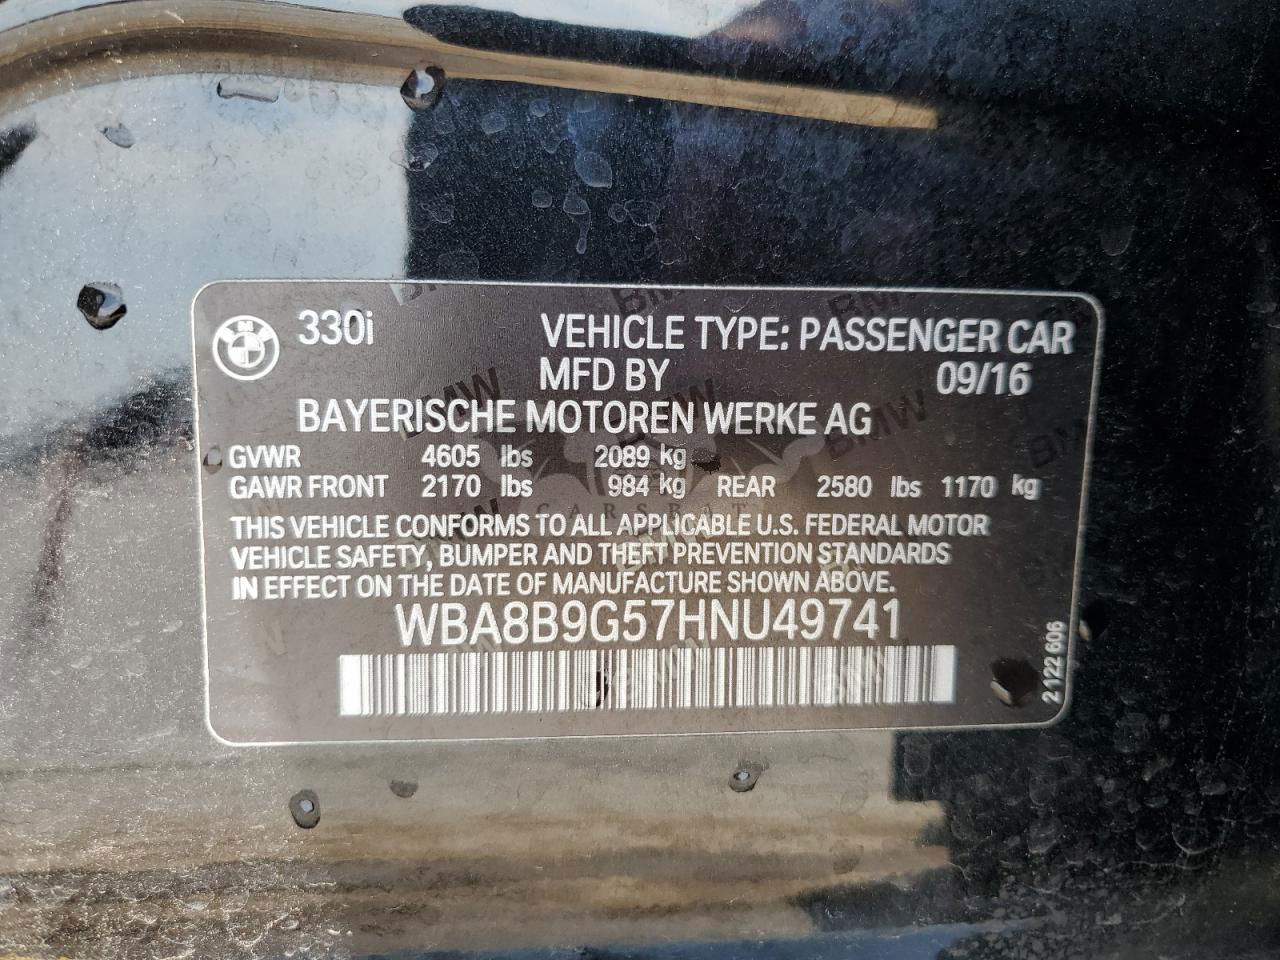 330i
VEHICLE TYPE: PASSENGER CAR
MFD BY 09/16
BAYERISCHE MOTOREN WERKE AG
GVWR 4605 lbs 2089 kg
GAWR FRONT 2170 lbs 984 kg REAR 2580 lbs 1170 kg
CARSBIT
THIS VEHICLE CONFORMS TO ALL APPLICABLE U.S. FEDERAL MOTOR
VEHICLE SAFETY, BUMPER AND THEFT PREVENTION STANDARDS
IN EFFECT ON THE DATE OF MANUFACTURE SHOWN ABOVE.
WBA8B9G57HNU49741
2 122 606